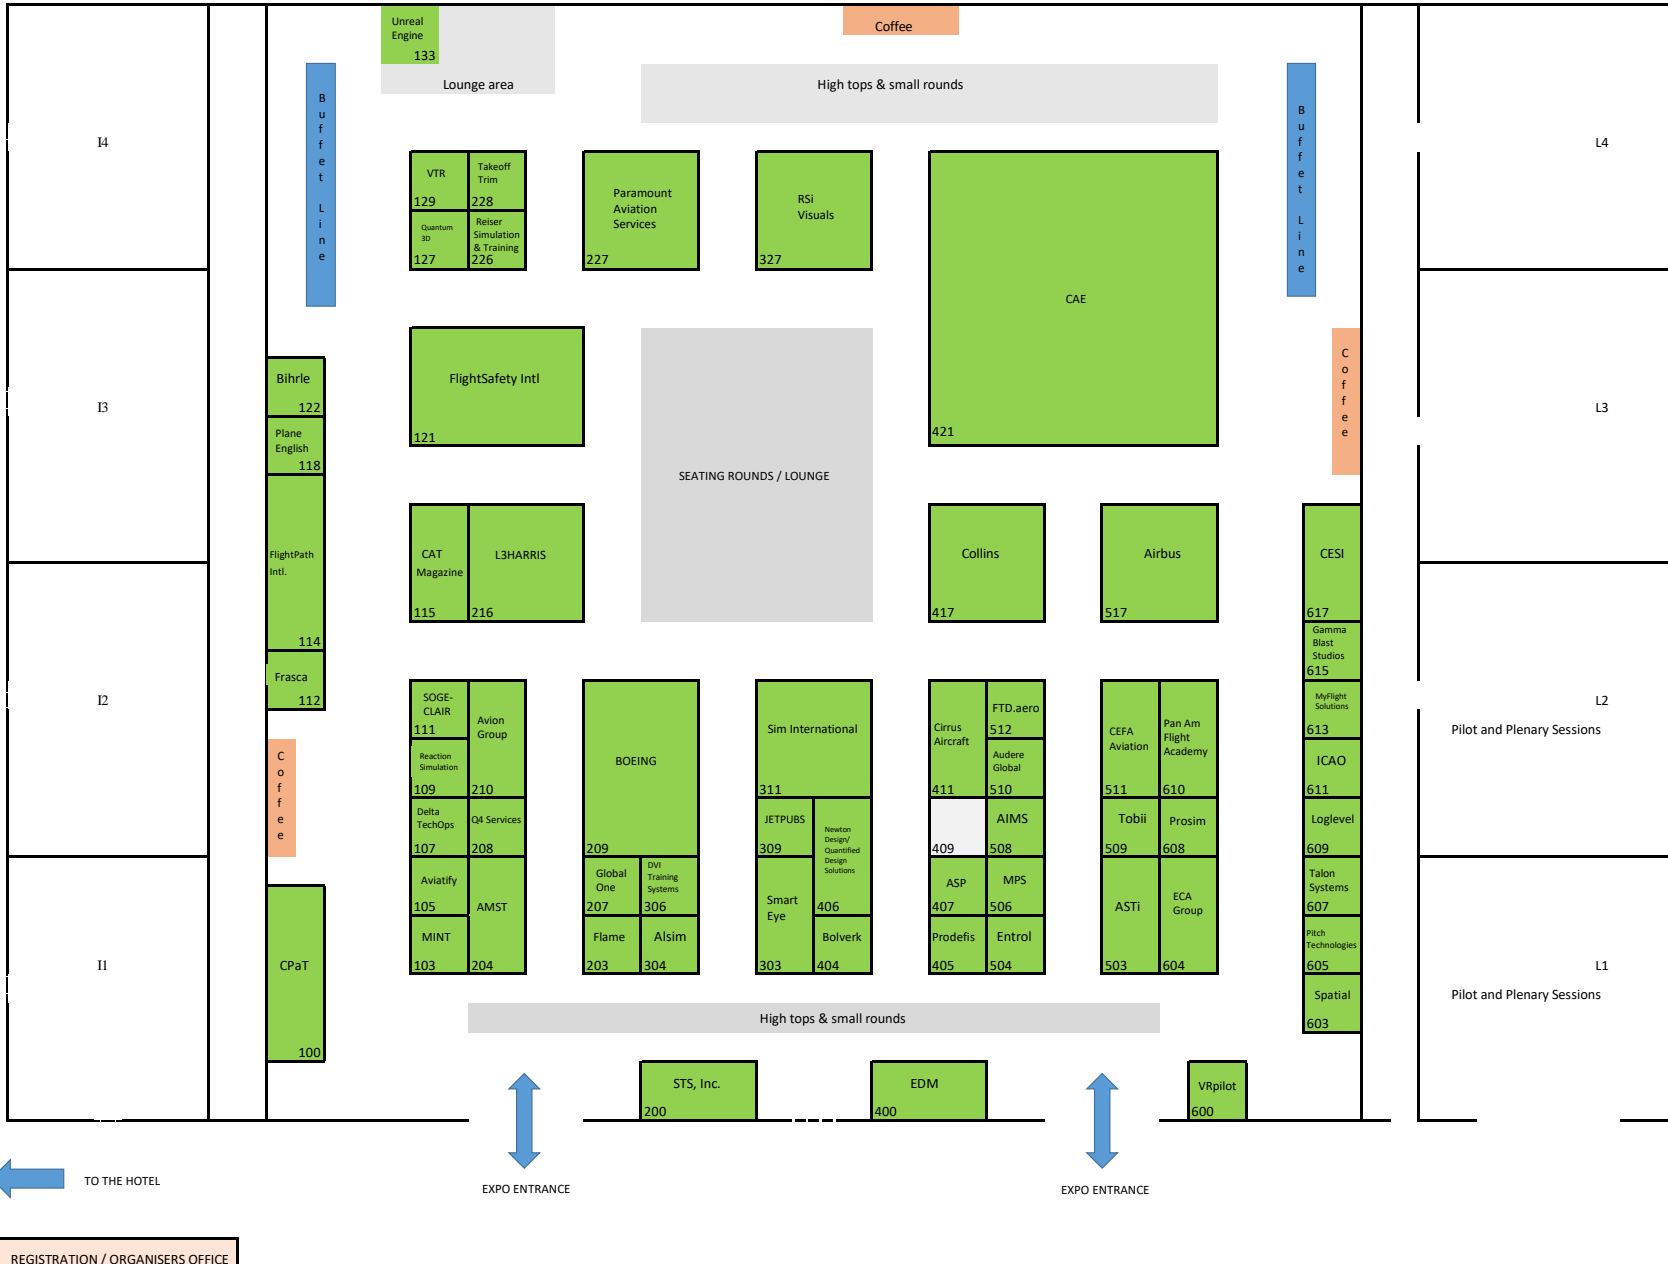 Unreal
Engine
133
Lounge area
Coffee
High tops & small rounds
Buffet Line
Buffet Line
I4
L4
VTR
129
Takeoff
Trim
228
Quantum
3D
127
Reiser
Simulation
& Training
226
Paramount
Aviation
Services
227
RSi
Visuals
327
CAE
421
Coffee
Bihrle
122
I3
L3
FlightSafety Intl
121
Plane
English
118
SEATING ROUNDS / LOUNGE
FlightPath
Intl.
114
CAT
Magazine
115
L3HARRIS
216
Collins
417
Airbus
517
CESI
617
Gamma
Blast
Studios
615
Frasca
112
I2
L2
Pilot and Plenary Sessions
SOGE-
CLAIR
111
Avion
Group
210
Reaction
Simulation
109
BOEING
209
Sim International
311
Cirrus
Aircraft
411
FTD.aero
512
Audere
Global
510
CEFA
Aviation
511
Pan Am
Flight
Academy
610
MyFlight
Solutions
613
ICAO
611
Coffee
Delta
TechOps
107
Q4 Services
208
JETPUBS
309
Newton
Design/
Quantified
Design
Solutions
406
409
AIMS
508
Tobii
509
Prosim
608
Loglevel
609
Aviatify
105
AMST
204
Global
One
207
DVI
Training
Systems
306
Smart
Eye
303
ASP
407
MPS
506
ASTi
503
ECA
Group
604
Talon
Systems
607
MINT
103
Flame
203
Alsim
304
Bolverk
404
Prodefis
405
Entrol
504
Pitch
Technologies
605
I1
CPaT
100
L1
Pilot and Plenary Sessions
Spatial
603
High tops & small rounds
STS, Inc.
200
EDM
400
VRpilot
600
TO THE HOTEL
EXPO ENTRANCE
EXPO ENTRANCE
REGISTRATION / ORGANISERS OFFICE